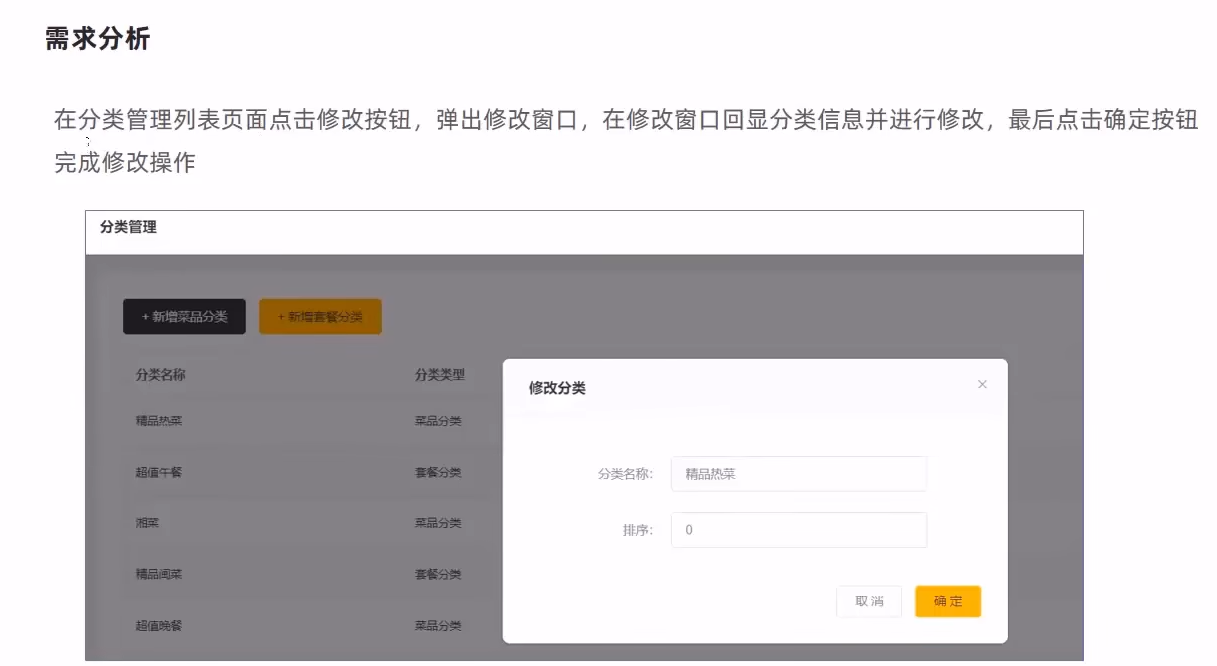 需求分析
在分类管理列表页面点击修改按钮，弹出修改窗口，在修改窗口回显分类信息并进行修改，最后点击确定按钮
完成修改操作
分类管理
+ 新增菜品分类 + 新增套餐分类
分类名称 分类类型
修改分类 ×
精品热菜 菜品分类
超值午餐 套餐分类
分类名称: 精品热菜
湘菜 菜品分类
排序: 0
精品闽菜 套餐分类
取消 确定
超值晚餐 菜品分类